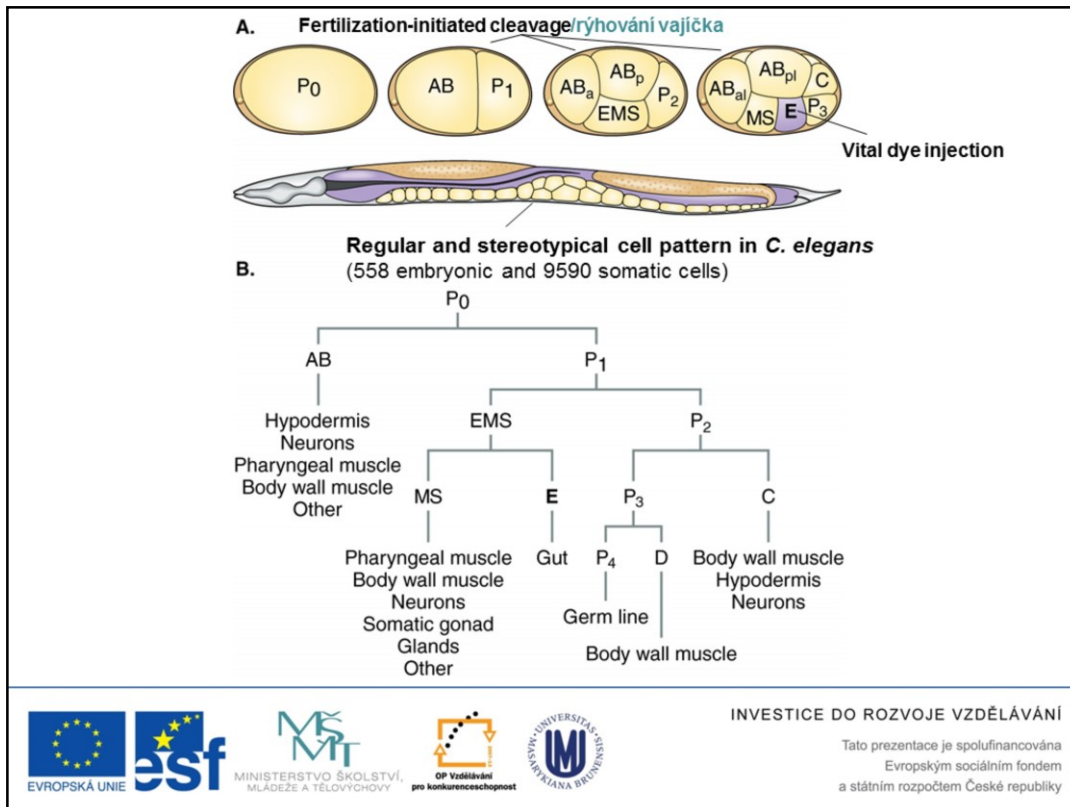 A. Fertilization-initiated cleavage/rýhování vajíčka
P0
AB P1
ABa ABp EMS P2
ABal ABpl C MS E P3
Vital dye injection
Regular and stereotypical cell pattern in C. elegans
B. (558 embryonic and 9590 somatic cells)
P0
AB P1
Hypodermis
Neurons
Pharyngeal muscle
Body wall muscle
Other
EMS P2
MS E P3 C
Pharyngeal muscle
Body wall muscle
Neurons
Somatic gonad
Glands
Other
Gut
P4 D
Germ line
Body wall muscle
Body wall muscle
Hypodermis
Neurons
EVROPSKÁ UNIE
esf
MŠMT
MINISTERSTVO ŠKOLSTVÍ,
MLÁDEŽE A TĚLOVÝCHOVY
OP Vzdělávání
pro konkurenceschopnost
UNIVERSITAS MASARYKIANA BRUNENSIS
INVESTICE DO ROZVOJE VZDĚLÁVÁNÍ
Tato prezentace je spolufinancována
Evropským sociálním fondem
a státním rozpočtem České republiky